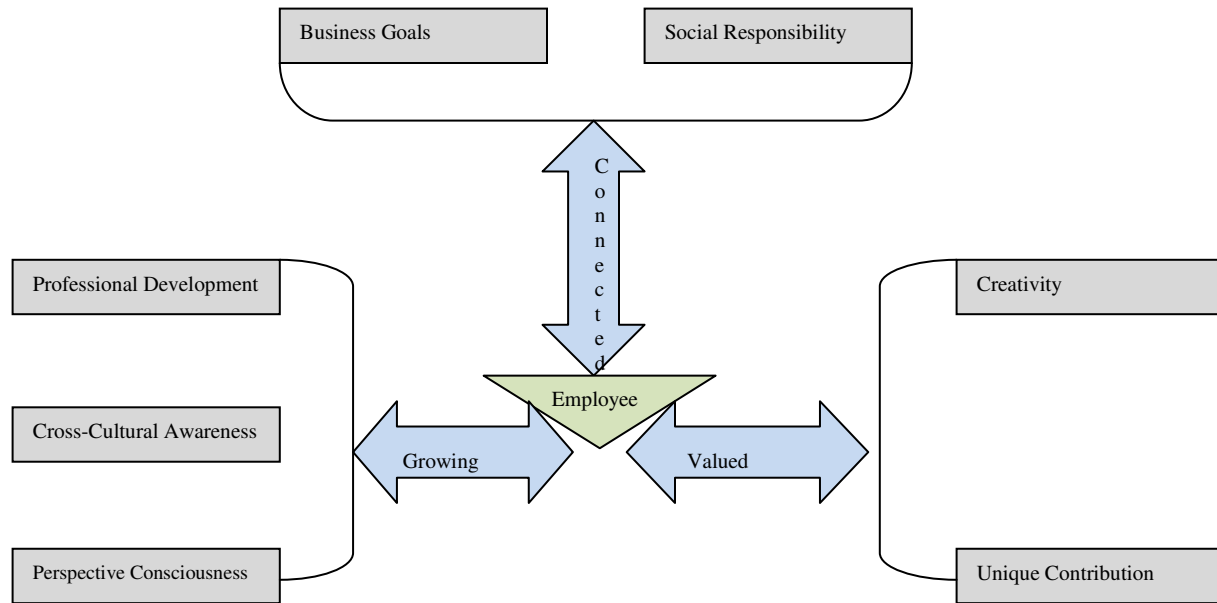 Business Goals
Social Responsibility
Connected
Professional Development
Creativity
Employee
Cross-Cultural Awareness
Growing
Valued
Perspective Consciousness
Unique Contribution